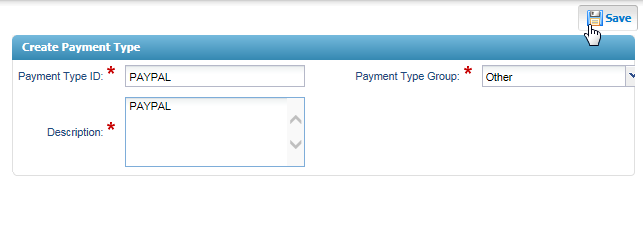 Save
Create Payment Type
Payment Type ID: * PAYPAL
Payment Type Group: * Other
PAYPAL
Description: *